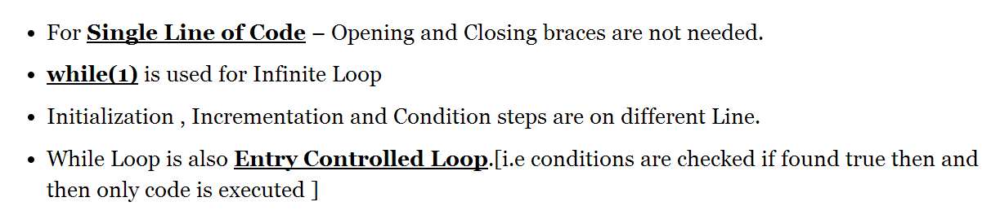 • For Single Line of Code – Opening and Closing braces are not needed.
• while(1) is used for Infinite Loop
• Initialization , Incrementation and Condition steps are on different Line.
• While Loop is also Entry Controlled Loop.[i.e conditions are checked if found true then and
then only code is executed ]